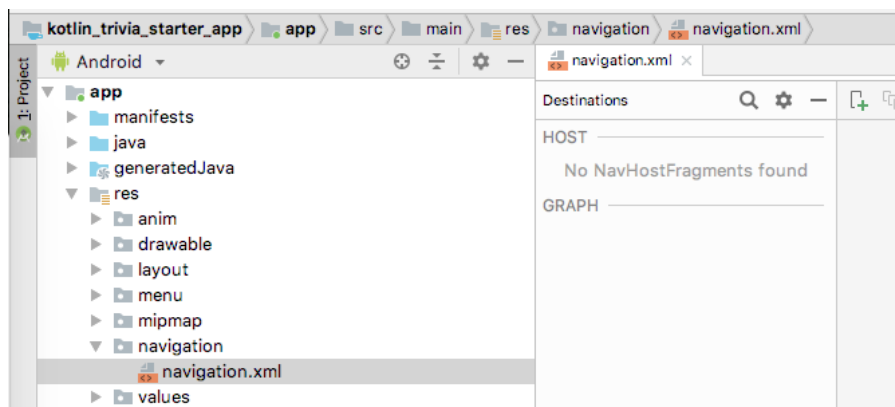 kotlin_trivia_starter_app app src main res navigation navigation.xml
1: Project
Android
navigation.xml
app
manifests
java
generatedJava
res
anim
drawable
layout
menu
mipmap
navigation
navigation.xml
values
Destinations
HOST
No NavHostFragments found
GRAPH